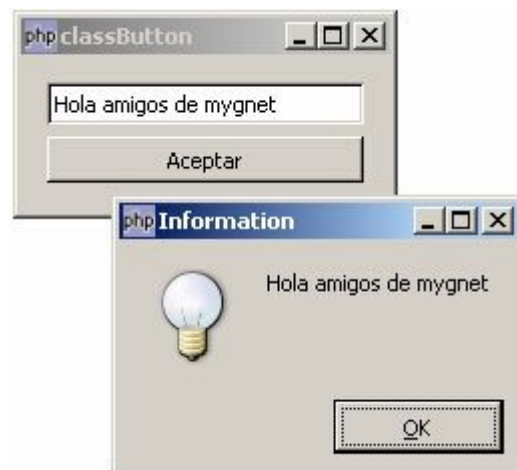 php classButton
Hola amigos de mygnet
Aceptar
php Information
Hola amigos de mygnet
OK